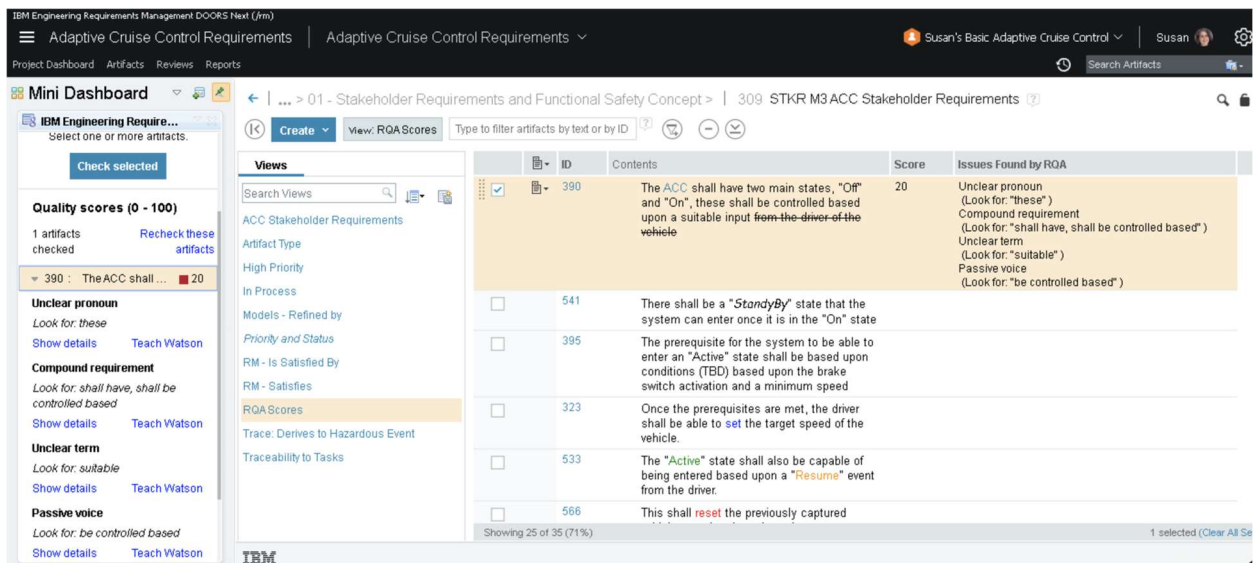 IBM Engineering Requirements Management DOORS Next (/rm)
Adaptive Cruise Control Requirements
Adaptive Cruise Control Requirements
Susan's Basic Adaptive Cruise Control
Susan
Project Dashboard Artifacts Reviews Reports
Search Artifacts
Mini Dashboard
IBM Engineering Require...
Select one or more artifacts.
Check selected
Quality scores (0 - 100)
1 artifacts
checked
Recheck these
artifacts
390 : The ACC shall ... 20
Unclear pronoun
Look for: these
Show details Teach Watson
Compound requirement
Look for: shall have, shall be
controlled based
Show details Teach Watson
Unclear term
Look for: suitable
Show details Teach Watson
Passive voice
Look for: be controlled based
Show details Teach Watson
... > 01 - Stakeholder Requirements and Functional Safety Concept > | 309 STKR M3 ACC Stakeholder Requirements
Create View: RQA Scores Type to filter artifacts by text or by ID
Views
Search Views
ACC Stakeholder Requirements
Artifact Type
High Priority
In Process
Models - Refined by
Priority and Status
RM - Is Satisfied By
RM - Satisfies
RQA Scores
Trace: Derives to Hazardous Event
Traceability to Tasks
ID Contents Score Issues Found by RQA
390
The ACC shall have two main states, "Off"
and "On", these shall be controlled based
upon a suitable input from the driver of the
vehicle
20
Unclear pronoun
(Look for: "these" )
Compound requirement
(Look for: "shall have, shall be controlled based" )
Unclear term
(Look for: "suitable" )
Passive voice
(Look for: "be controlled based" )
541
There shall be a "StandyBy" state that the
system can enter once it is in the "On" state
395
The prerequisite for the system to be able to
enter an "Active" state shall be based upon
conditions (TBD) based upon the brake
switch activation and a minimum speed
323
Once the prerequisites are met, the driver
shall be able to set the target speed of the
vehicle.
533
The "Active" state shall also be capable of
being entered based upon a "Resume" event
from the driver.
566
This shall reset the previously captured
Showing 25 of 35 (71%)
1 selected (Clear All Se
IBM